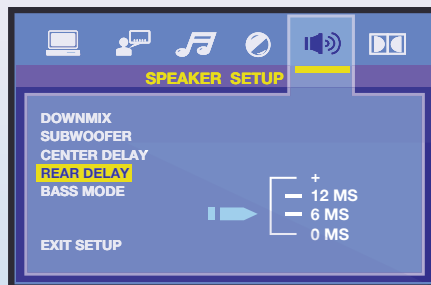 SPEAKER SETUP
DOWNMIX
SUBWOOFER
CENTER DELAY
REAR DELAY
BASS MODE
+
12 MS
6 MS
0 MS
EXIT SETUP